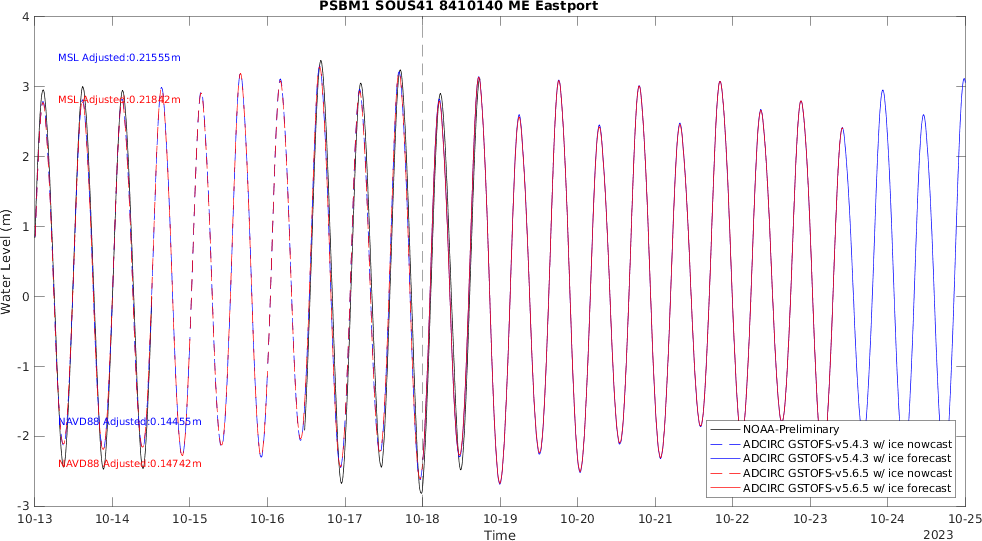 PSBM1 SOUS41 8410140 ME Eastport
Water Level (m)
4
3
2
1
0
-1
-2
-3
MSL Adjusted:0.21555m
MSL Adjusted:0.21842m
NAVD88 Adjusted:0.14455m
NAVD88 Adjusted:0.14742m
NOAA-Preliminary
ADCIRC GSTOFS-v5.4.3 w/ ice nowcast
ADCIRC GSTOFS-v5.4.3 w/ ice forecast
ADCIRC GSTOFS-v5.6.5 w/ ice nowcast
ADCIRC GSTOFS-v5.6.5 w/ ice forecast
10-13 10-14 10-15 10-16 10-17 10-18 10-19 10-20 10-21 10-22 10-23 10-24 10-25
Time
2023